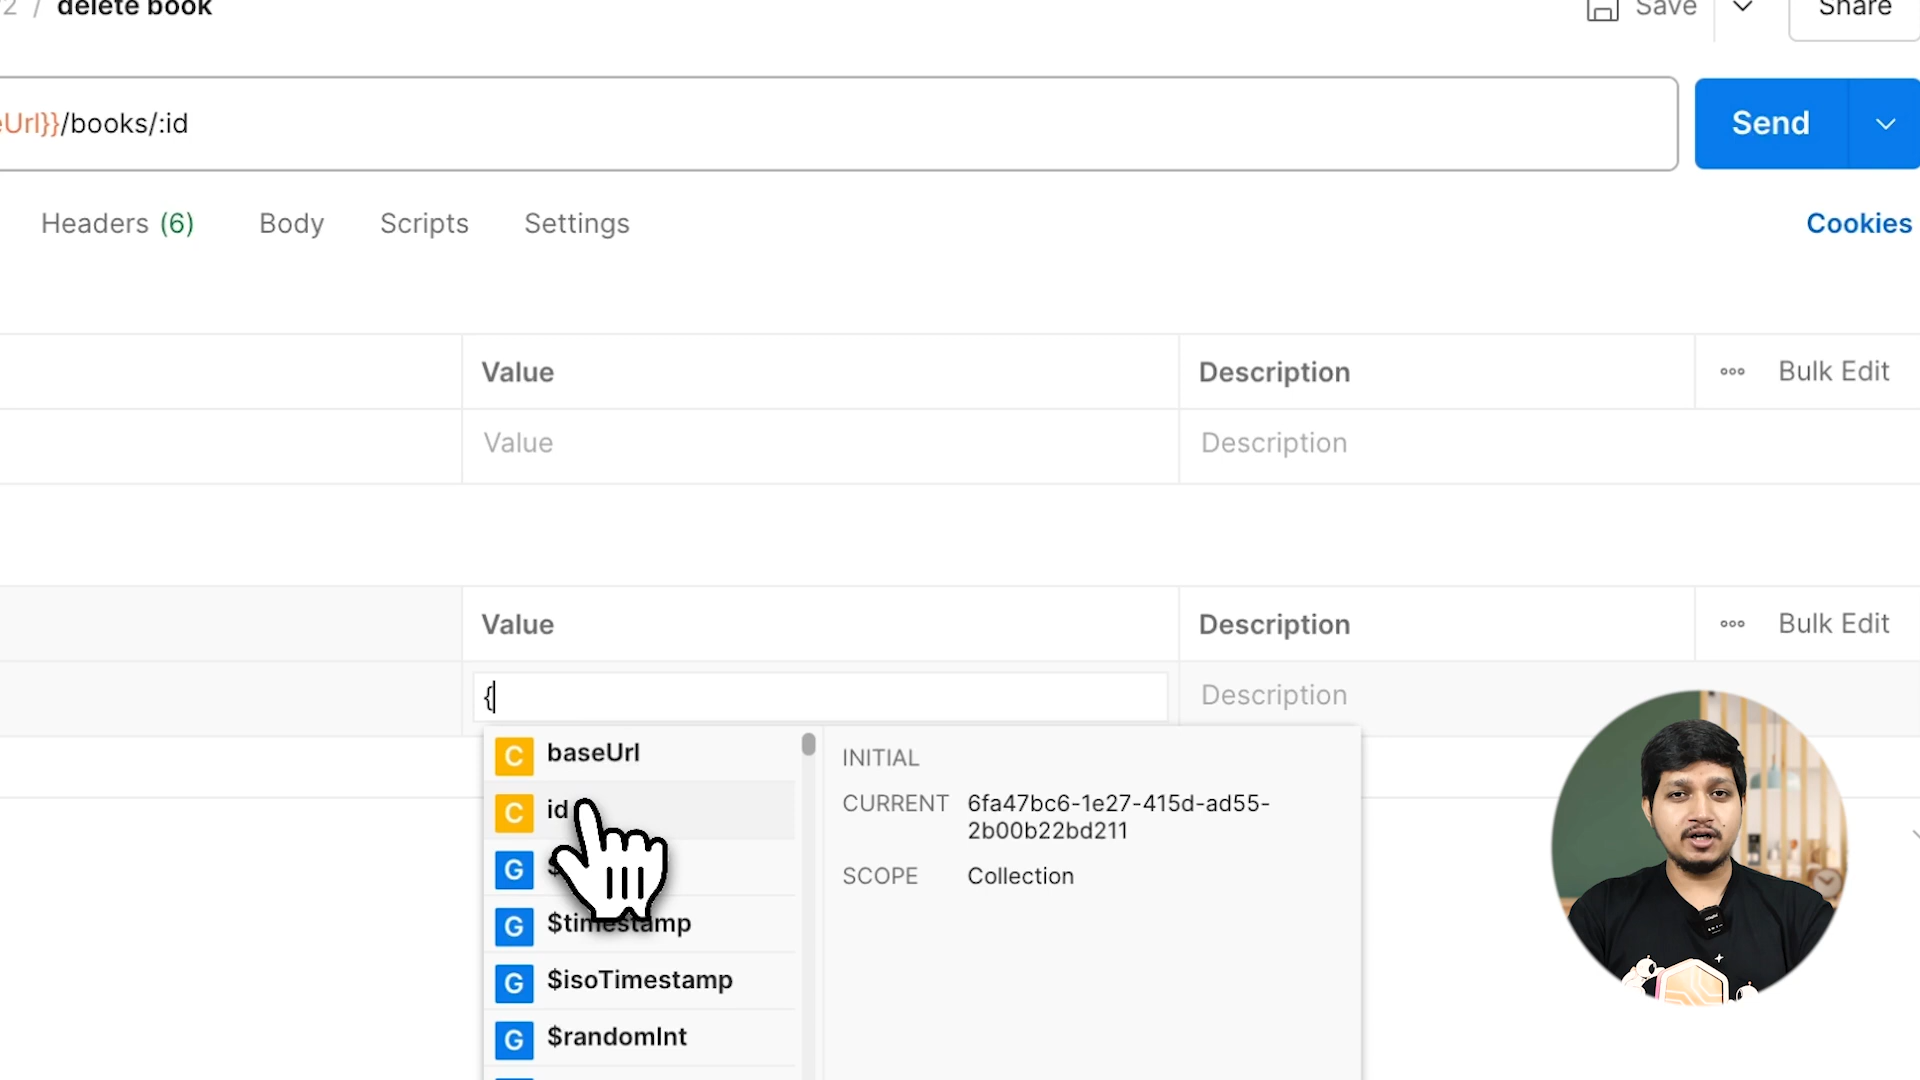 / delete book
Save
Share
Url}}/books/:id
Send
Headers (6)
Body
Scripts
Settings
Cookies
Value
Description
Bulk Edit
Value
Description
Value
Description
Bulk Edit
{
Description
C baseUrl
C id
G $
G $timestamp
G $isoTimestamp
G $randomInt
INITIAL
CURRENT 6fa47bc6-1e27-415d-ad55-
2b00b22bd211
SCOPE Collection